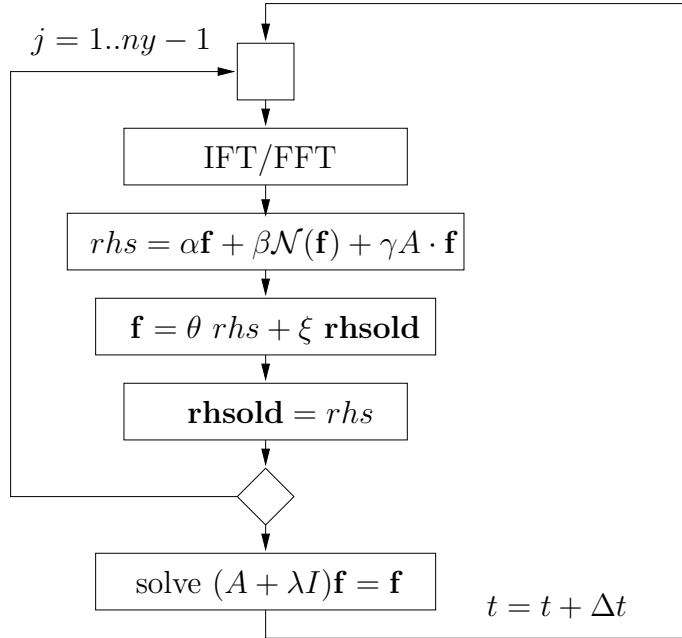 j = 1..ny − 1
IFT/FFT
rhs = αf + β𝒩(f) + γA · f
f = θ rhs + ξ rhsold
rhsold = rhs
solve (A + λI)f = f
t = t + Δt